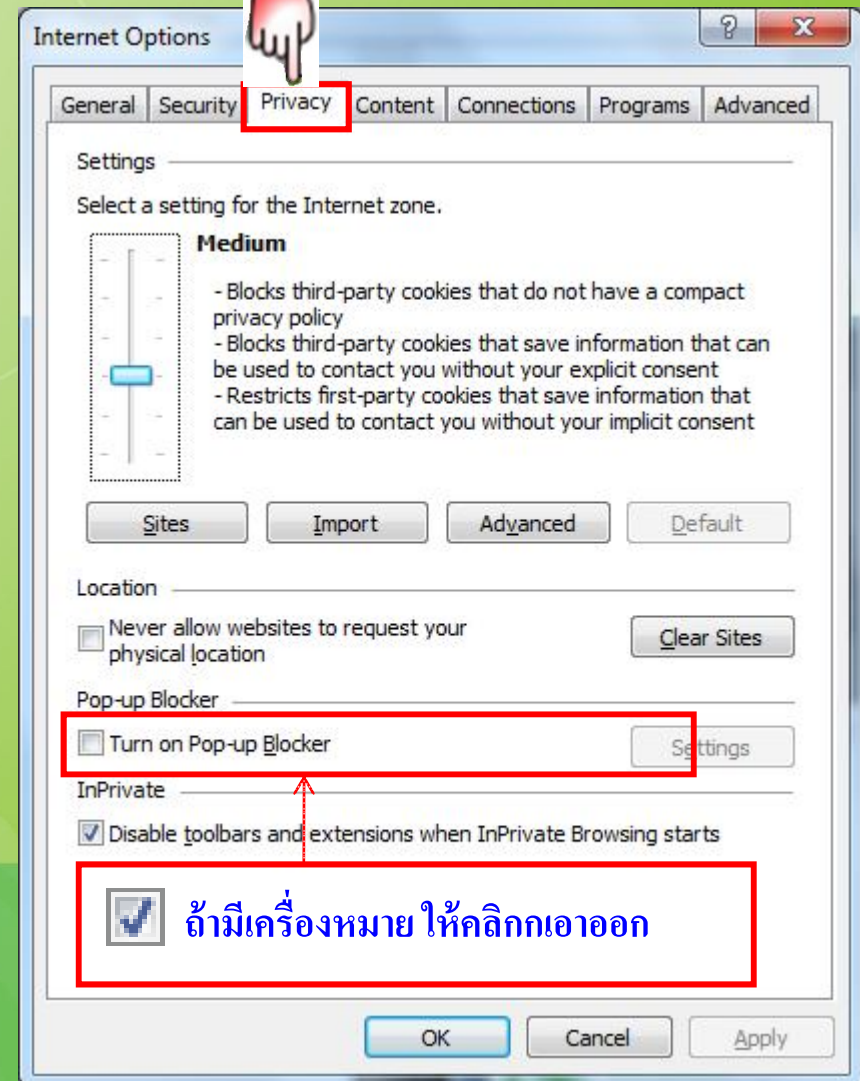 Internet Options
General Security Privacy Content Connections Programs Advanced
Settings
Select a setting for the Internet zone.
Medium
- Blocks third-party cookies that do not have a compact
privacy policy
- Blocks third-party cookies that save information that can
be used to contact you without your explicit consent
- Restricts first-party cookies that save information that
can be used to contact you without your implicit consent
Sites Import Advanced Default
Location
Never allow websites to request your
physical location
Clear Sites
Pop-up Blocker
Turn on Pop-up Blocker Settings
InPrivate
Disable toolbars and extensions when InPrivate Browsing starts
ถ้ามีเครื่องหมาย ให้คลิกกเอาออก
OK Cancel Apply